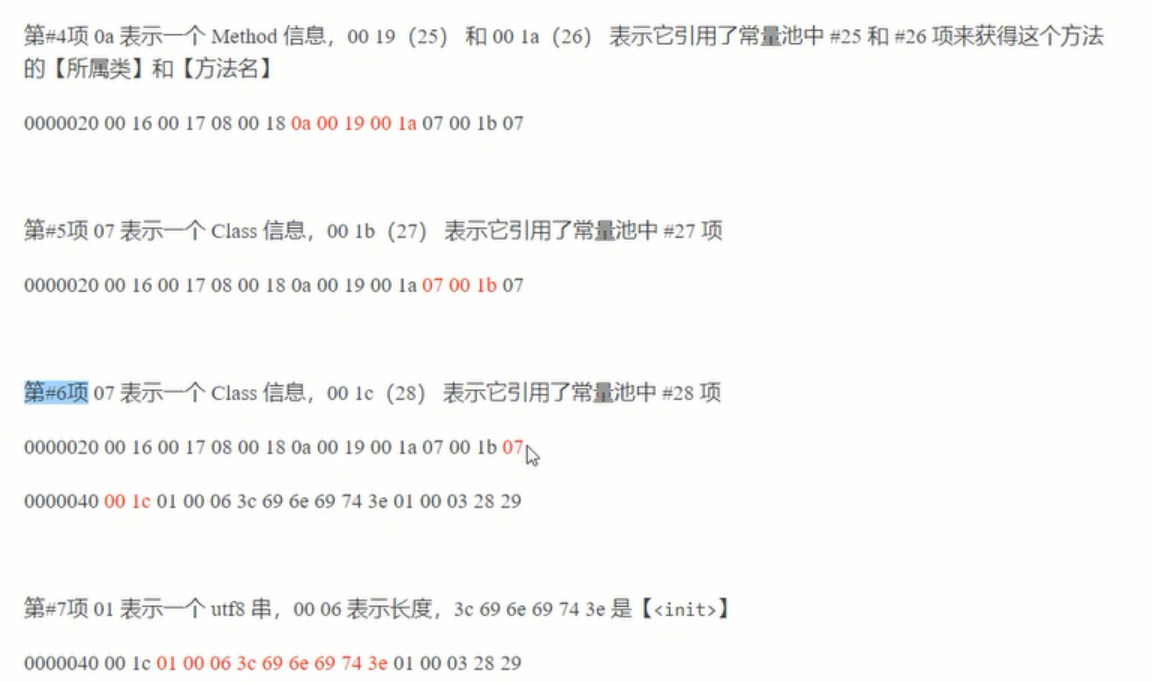 第#4项 0a 表示一个 Method 信息，00 19（25） 和 00 1a（26） 表示它引用了常量池中 #25 和 #26 项来获得这个方法
的【所属类】和【方法名】
0000020 00 16 00 17 08 00 18 0a 00 19 00 1a 07 00 1b 07
第#5项 07 表示一个 Class 信息，00 1b（27） 表示它引用了常量池中 #27 项
0000020 00 16 00 17 08 00 18 0a 00 19 00 1a 07 00 1b 07
第#6项 07 表示一个 Class 信息，00 1c（28） 表示它引用了常量池中 #28 项
0000020 00 16 00 17 08 00 18 0a 00 19 00 1a 07 00 1b 07
0000040 00 1c 01 00 06 3c 69 6e 69 74 3e 01 00 03 28 29
第#7项 01 表示一个 utf8 串，00 06 表示长度，3c 69 6e 69 74 3e 是【<init>】
0000040 00 1c 01 00 06 3c 69 6e 69 74 3e 01 00 03 28 29